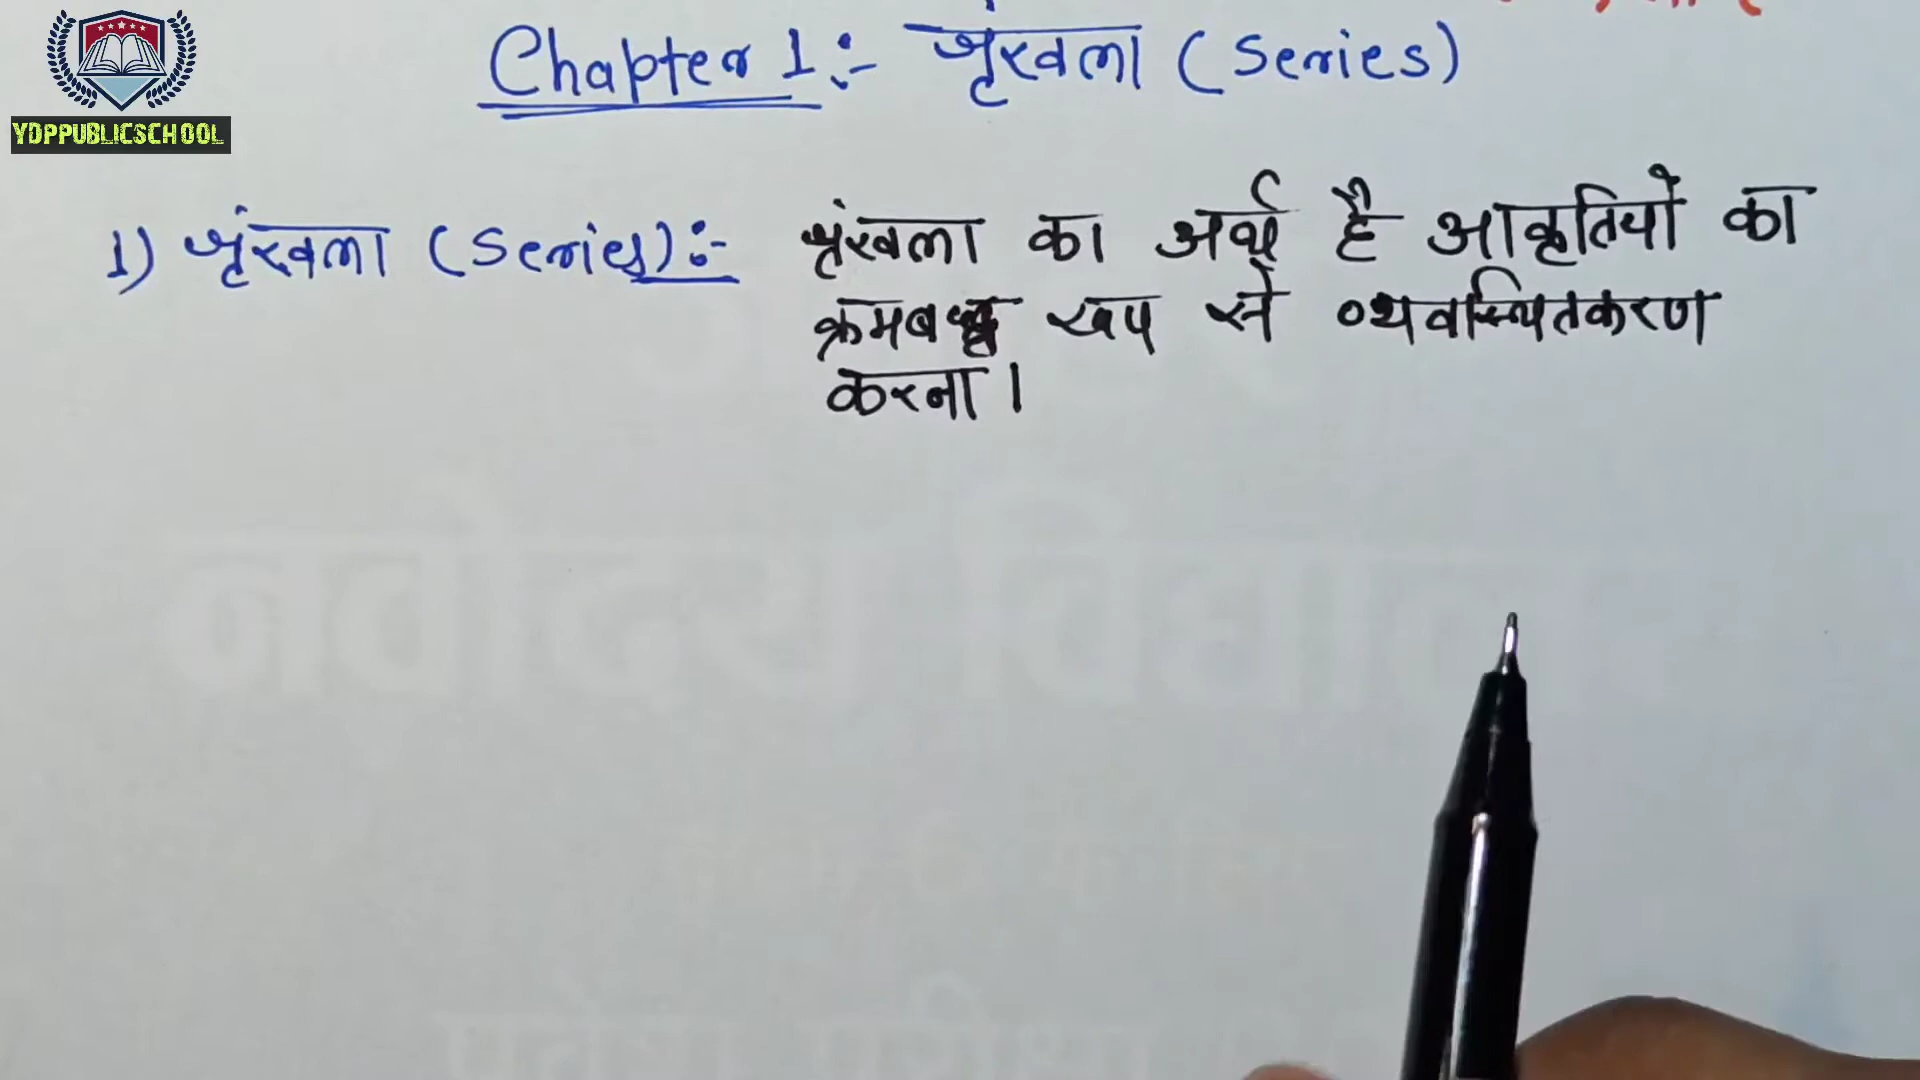 YDPPUBLICSCHOOL
Chapter 1:- शृंखला (Series)
1) शृंखला (Series):- शृंखला का अर्थ है आकृतियों का
क्रमबद्ध रूप से व्यवस्थितकरण
करना।